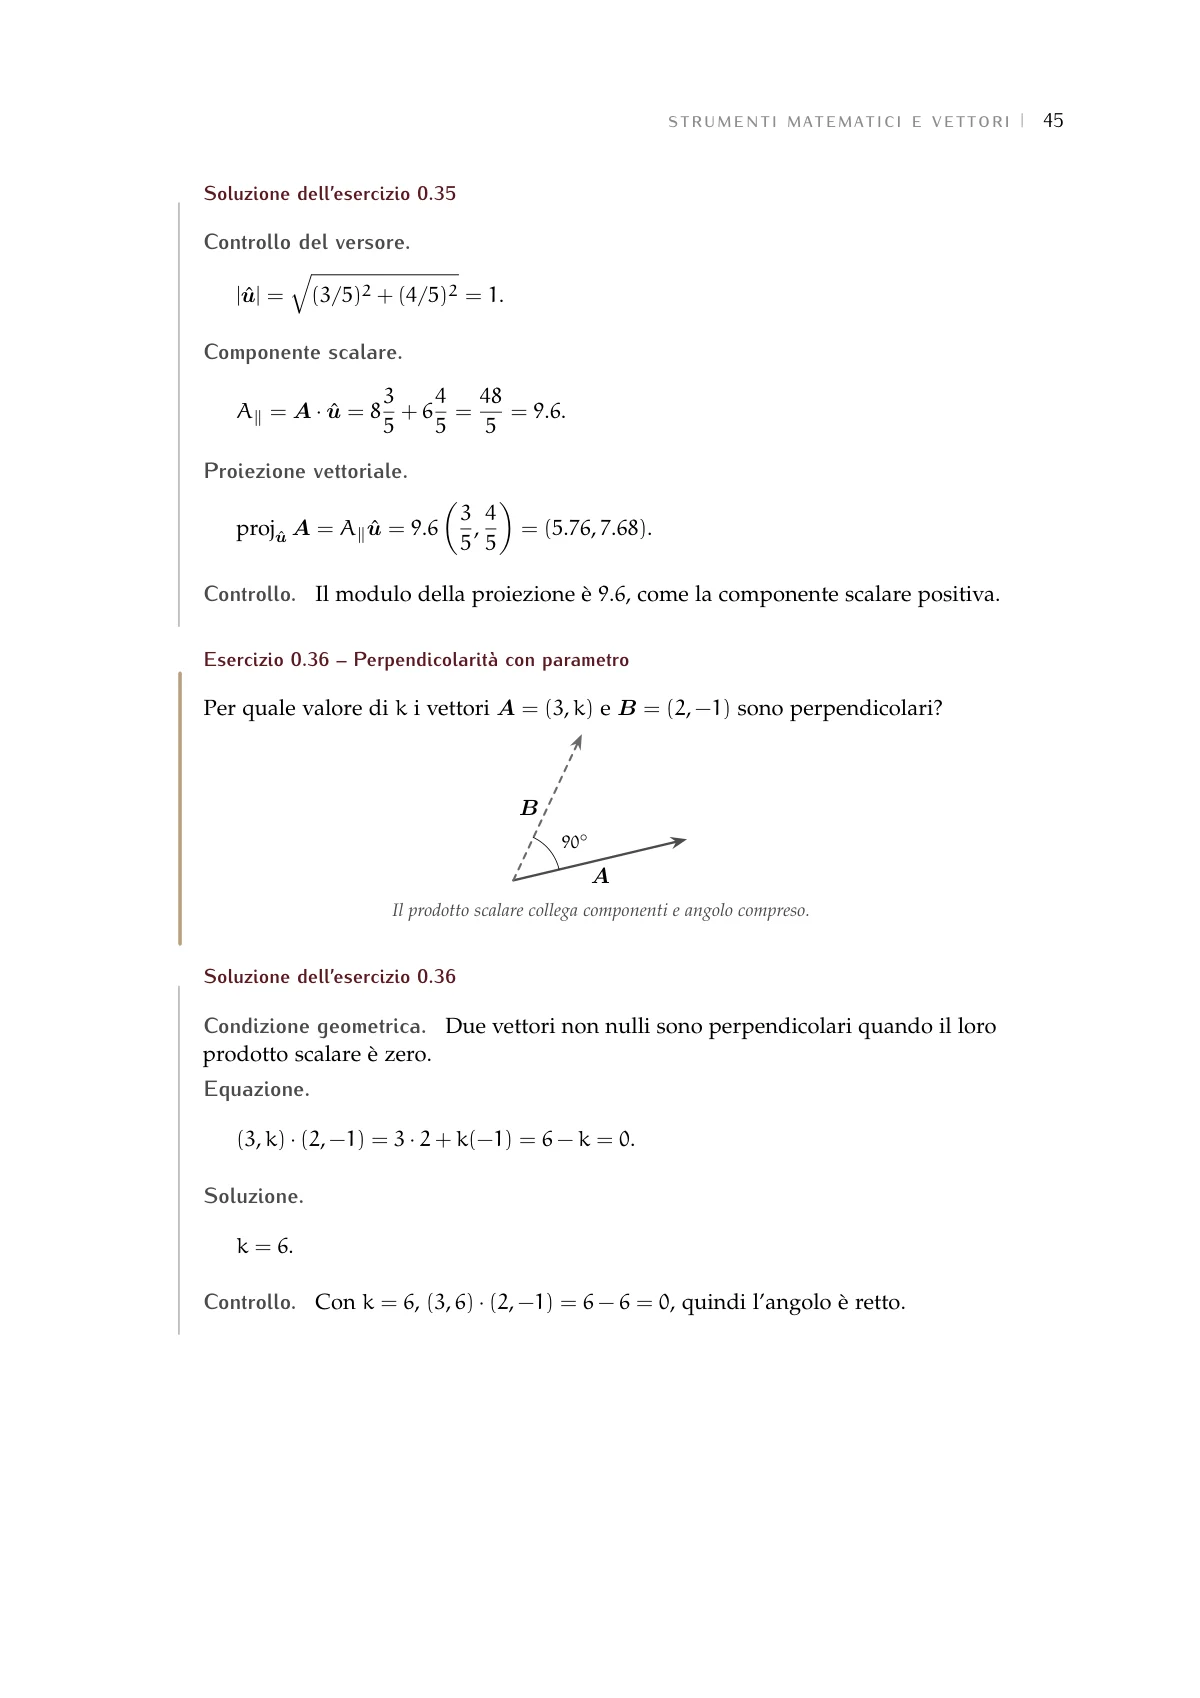 STRUMENTI MATEMATICI E VETTORI | 45
Soluzione dell'esercizio 0.35
Controllo del versore.
|û| = √(3/5)² + (4/5)² = 1.
Componente scalare.
A∥ = A · û = 8 3/5 + 6 4/5 = 48/5 = 9.6.
Proiezione vettoriale.
proj_û A = A∥û = 9.6 (3/5, 4/5) = (5.76, 7.68).
Controllo. Il modulo della proiezione è 9.6, come la componente scalare positiva.
Esercizio 0.36 – Perpendicolarità con parametro
Per quale valore di k i vettori A = (3, k) e B = (2, −1) sono perpendicolari?
B
90°
A
Il prodotto scalare collega componenti e angolo compreso.
Soluzione dell'esercizio 0.36
Condizione geometrica. Due vettori non nulli sono perpendicolari quando il loro
prodotto scalare è zero.
Equazione.
(3, k) · (2, −1) = 3 · 2 + k(−1) = 6 − k = 0.
Soluzione.
k = 6.
Controllo. Con k = 6, (3, 6) · (2, −1) = 6 − 6 = 0, quindi l'angolo è retto.